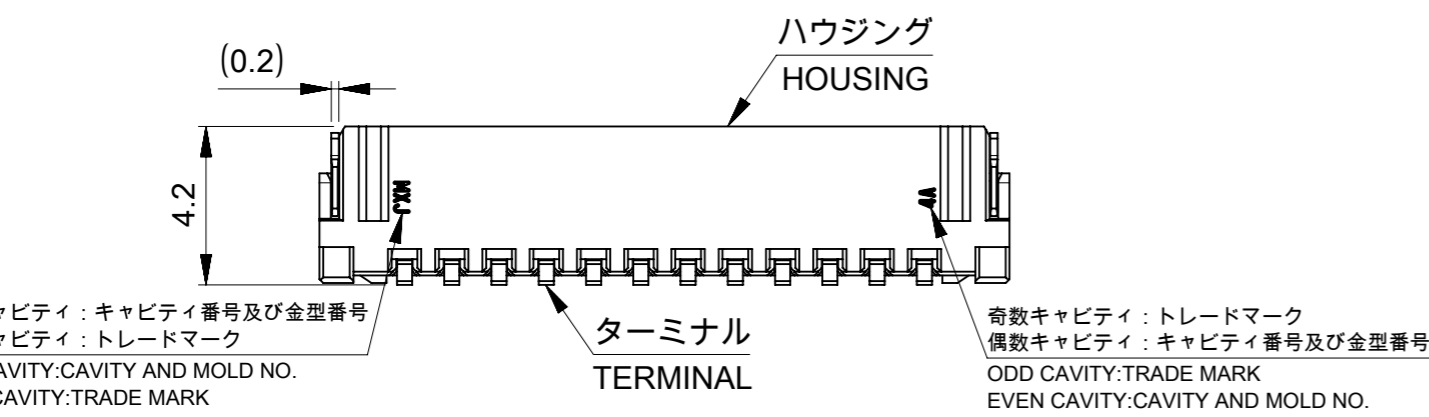 (0.2)
ハウジング
HOUSING
4.2
MXJ
ャビティ：キャビティ番号及び金型番号
ャビティ：トレードマーク
AVITY:CAVITY AND MOLD NO.
CAVITY:TRADE MARK
ターミナル
TERMINAL
奇数キャビティ：トレードマーク
偶数キャビティ：キャビティ番号及び金型番号
ODD CAVITY:TRADE MARK
EVEN CAVITY:CAVITY AND MOLD NO.